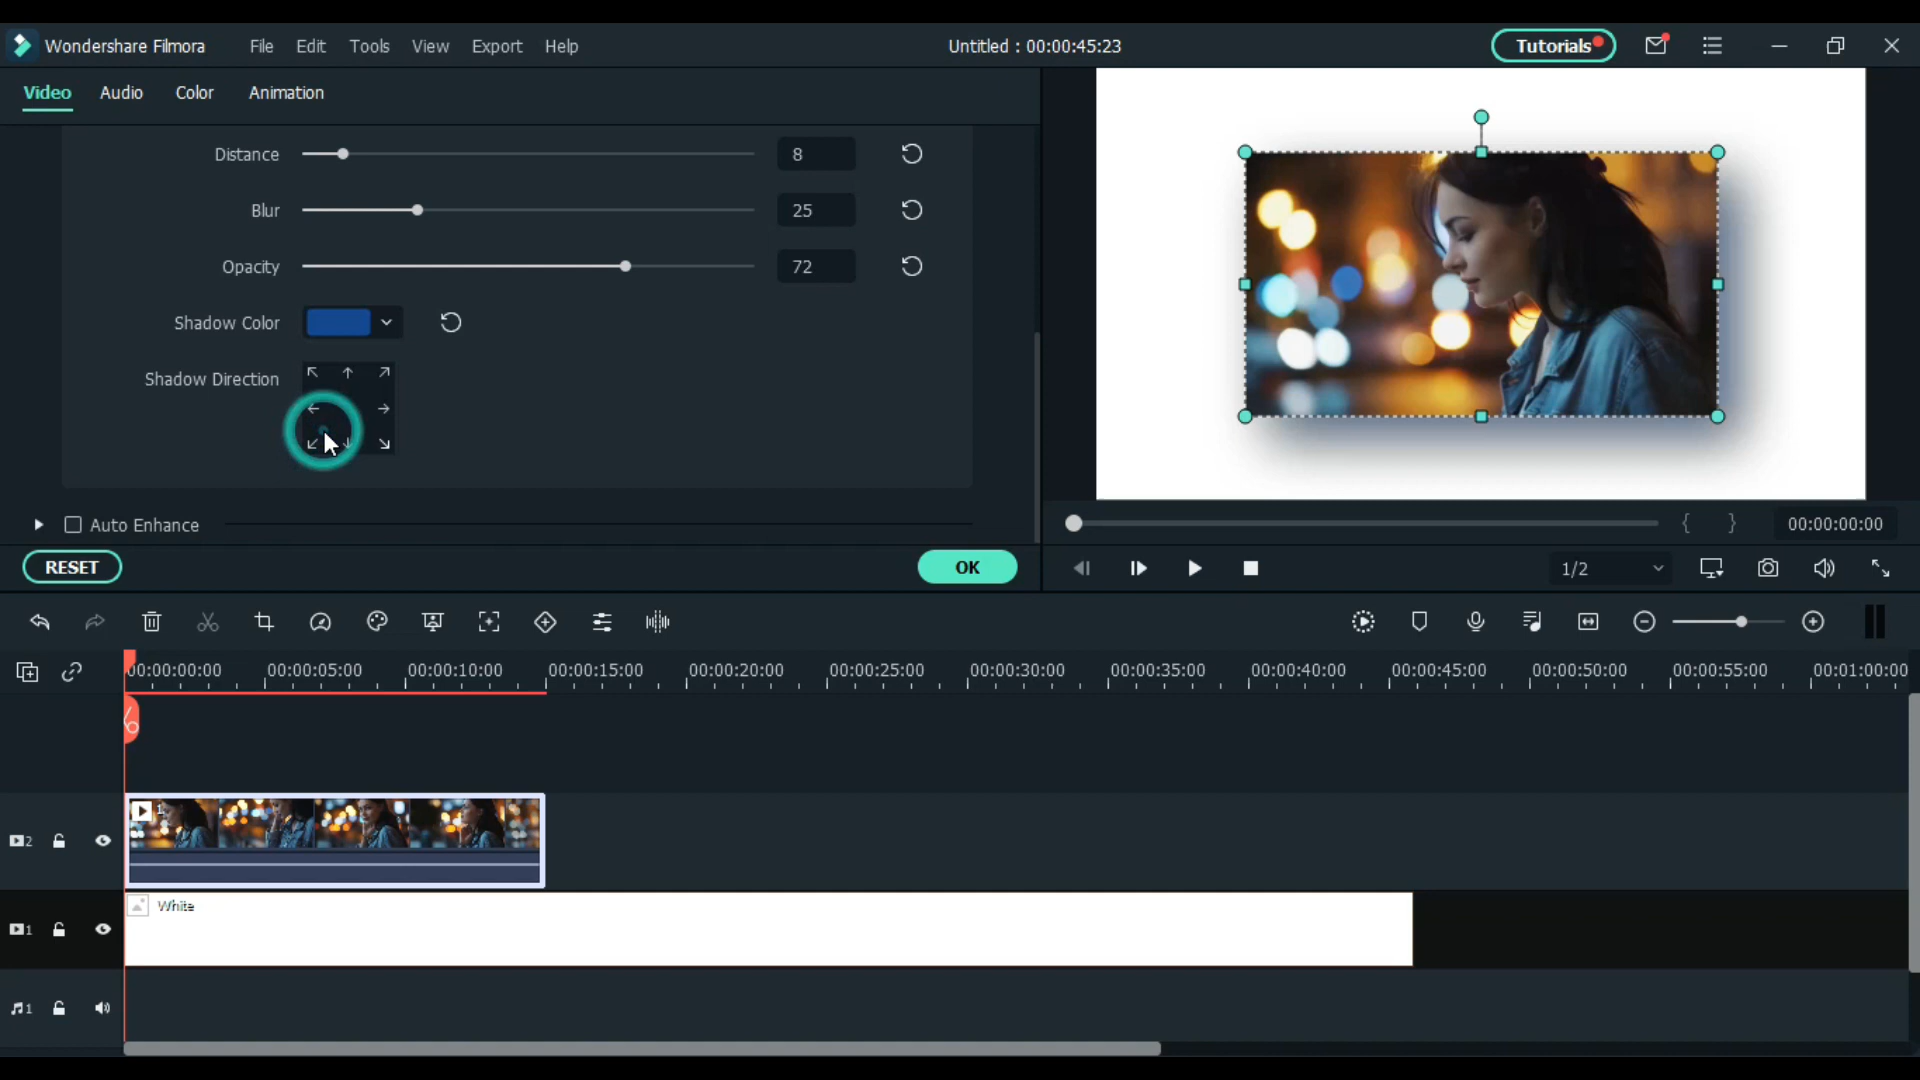 Wondershare Filmora File Edit Tools View Export Help Untitled : 00:00:45:23 Tutorials
Video Audio Color Animation
Distance 8
Blur 25
Opacity 72
Shadow Color
Shadow Direction
Auto Enhance 00:00:00:00
RESET OK 1/2
00:00:00:00 00:00:05:00 00:00:10:00 00:00:15:00 00:00:20:00 00:00:25:00 00:00:30:00 00:00:35:00 00:00:40:00 00:00:45:00 00:00:50:00 00:00:55:00 00:01:00:00
1
2
White
1
1